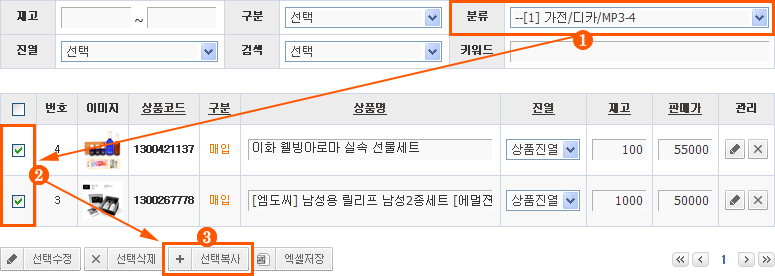 재고 ~ 구분 선택 분류 --[1] 가전/디카/MP3-4
진열 선택 검색 선택 키워드
1
번호 이미지 상품코드 구분 상품명 진열 재고 판매가 관리
4 1300421137 매입 이화 웰빙아로마 실속 선물세트 상품진열 100 55000
2
3 1300267778 매입 [엠도씨] 남성용 릴리프 남성2종세트 [에멀젼 상품진열 1000 50000
3
선택수정 선택삭제 선택복사 엑셀저장 1